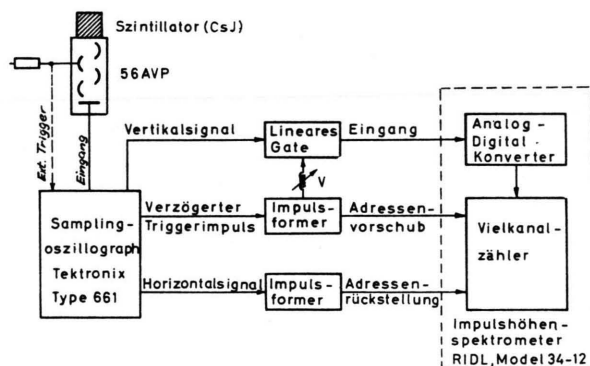 Szintillator (CsJ)
56AVP
Ext. Trigger
Eingang
Vertikalsignal
Lineares
Gate
Eingang
Analog-
Digital-
Konverter
V
Sampling-
oszillograph
Tektronix
Type 661
Verzögerter
Triggerimpuls
Impuls-
former
Adressen-
vorschub
Vielkanal-
zähler
Horizontalsignal
Impuls-
former
Adressen-
rückstellung
Impulshöhen-
spektrometer
RIDL, Model 34-12